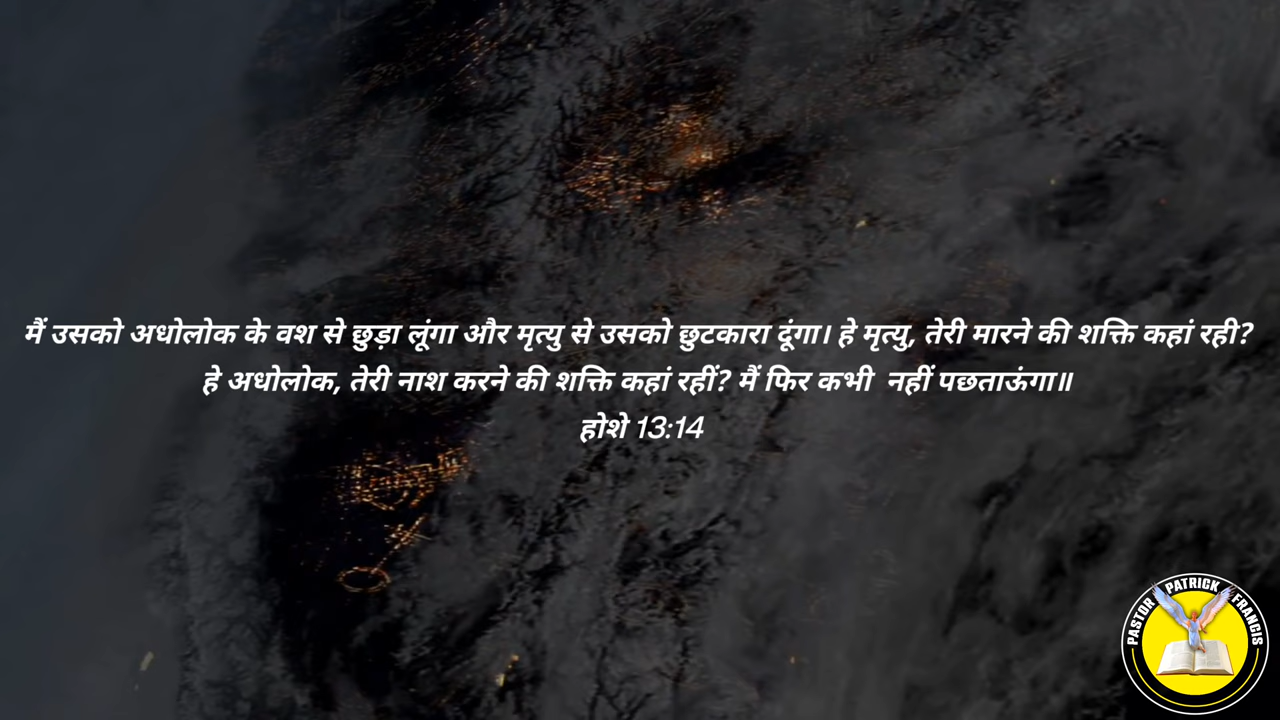 मैं उसको अधोलोक के वश से छुड़ा लूंगा और मृत्यु से उसको छुटकारा दूंगा। हे मृत्यु, तेरी मारने की शक्ति कहां रही?
हे अधोलोक, तेरी नाश करने की शक्ति कहां रहीं? मैं फिर कभी  नहीं पछताऊंगा॥
होशे 13:14
PASTOR PATRICK FRANCIS